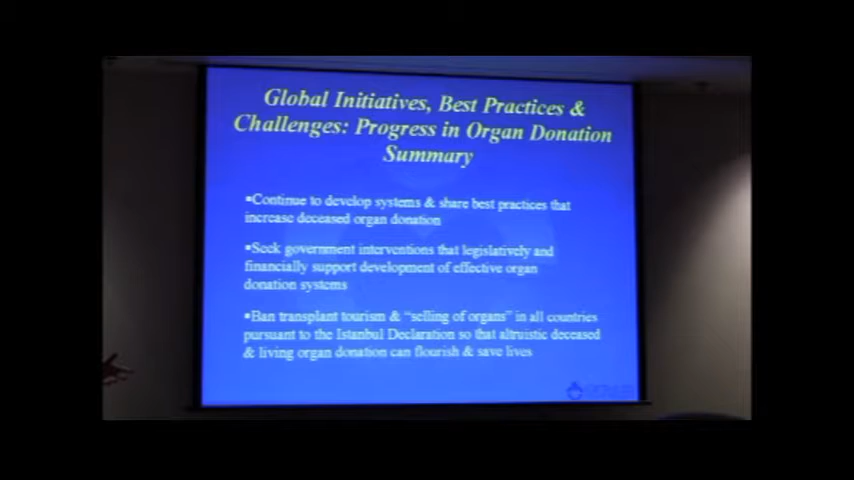 Global Initiatives, Best Practices &
Challenges: Progress in Organ Donation
Summary
▪Continue to develop systems & share best practices that
increase deceased organ donation
▪Seek government interventions that legislatively and
financially support development of effective organ
donation systems
▪Ban transplant tourism & "selling of organs" in all countries
pursuant to the Istanbul Declaration so that altruistic deceased
& living organ donation can flourish & save lives